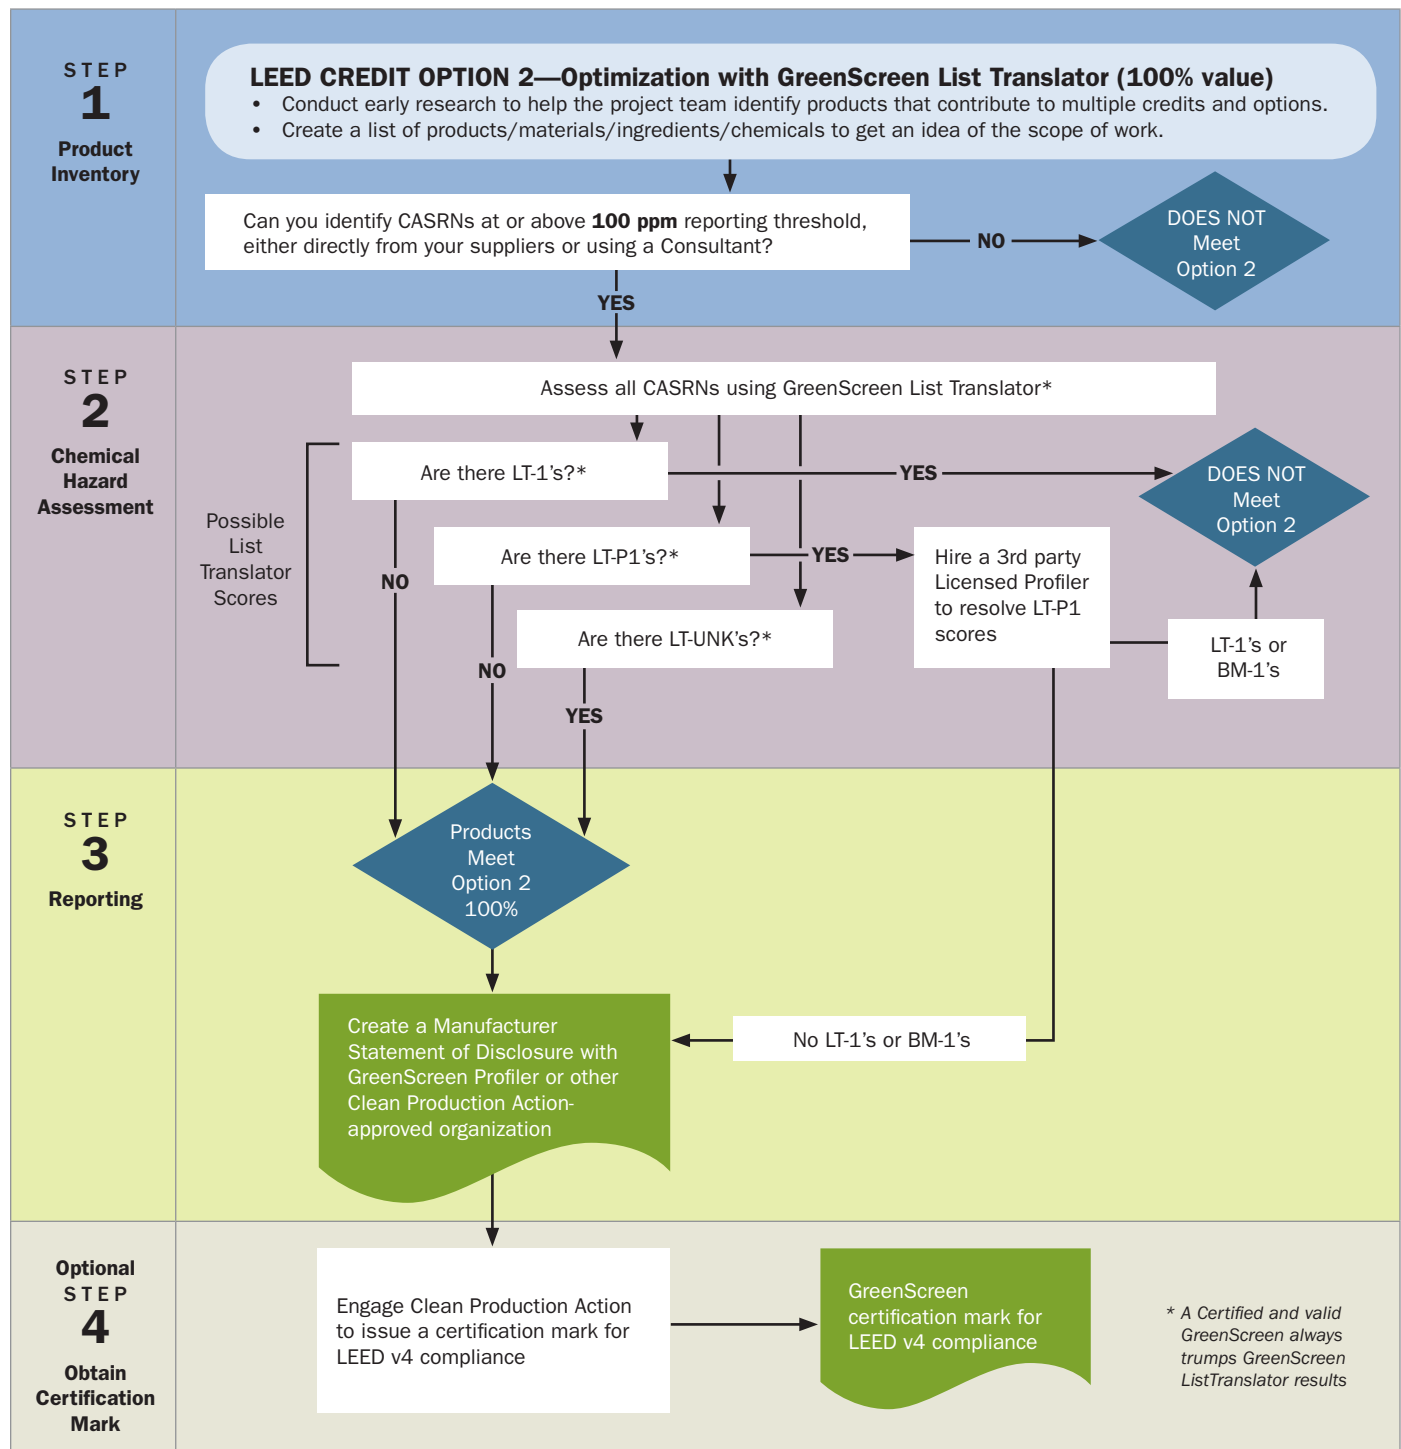 STEP
1
Product
Inventory
LEED CREDIT OPTION 2—Optimization with GreenScreen List Translator (100% value)
• Conduct early research to help the project team identify products that contribute to multiple credits and options.
• Create a list of products/materials/ingredients/chemicals to get an idea of the scope of work.
Can you identify CASRNs at or above 100 ppm reporting threshold,
either directly from your suppliers or using a Consultant?
NO
DOES NOT
Meet
Option 2
YES
STEP
2
Chemical
Hazard
Assessment
Assess all CASRNs using GreenScreen List Translator*
Possible
List
Translator
Scores
Are there LT-1's?*
YES
DOES NOT
Meet
Option 2
NO
Are there LT-P1's?*
YES
Hire a 3rd party
Licensed Profiler
to resolve LT-P1
scores
LT-1's or
BM-1's
NO
Are there LT-UNK's?*
YES
STEP
3
Reporting
Products
Meet
Option 2
100%
Create a Manufacturer
Statement of Disclosure with
GreenScreen Profiler or other
Clean Production Action-
approved organization
No LT-1's or BM-1's
Optional
STEP
4
Obtain
Certification
Mark
Engage Clean Production Action
to issue a certification mark for
LEED v4 compliance
GreenScreen
certification mark for
LEED v4 compliance
* A Certified and valid
GreenScreen always
trumps GreenScreen
ListTranslator results